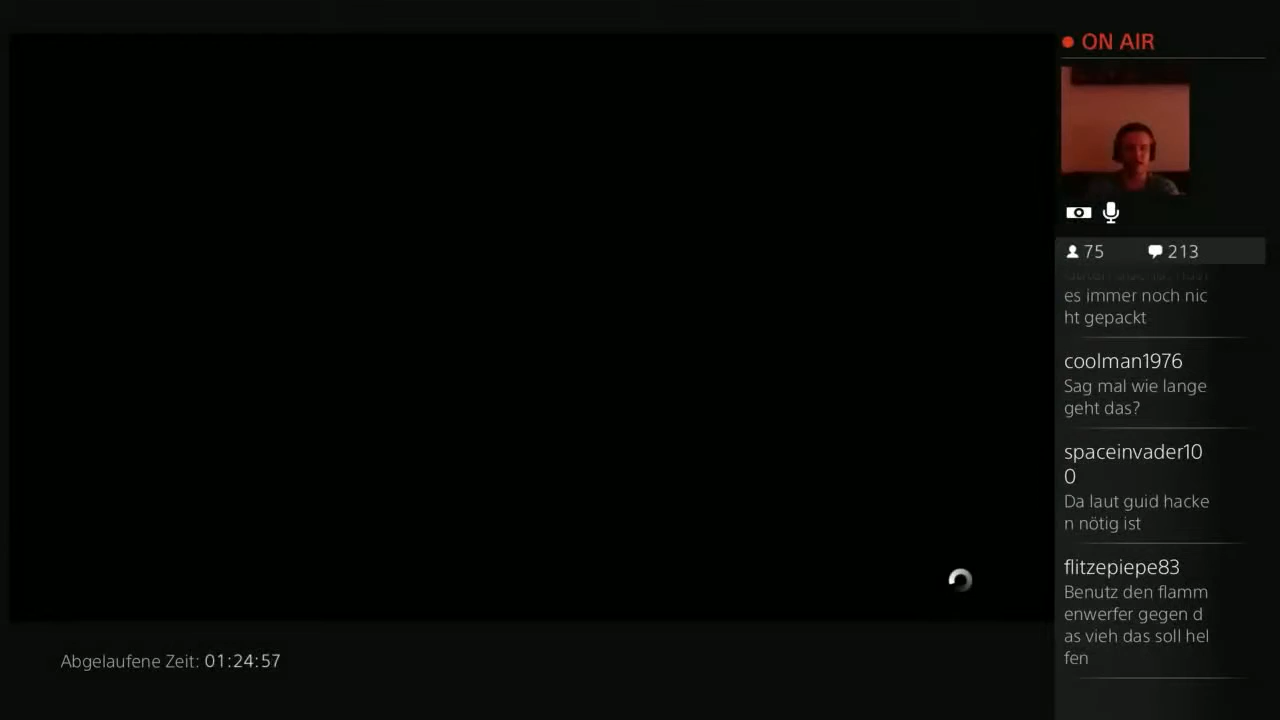 ON AIR
75 213
es immer noch nic
ht gepackt
coolman1976
Sag mal wie lange
geht das?
spaceinvader10
0
Da laut guid hacke
n nötig ist
flitzepiepe83
Benutz den flamm
enwerfer gegen d
as vieh das soll hel
fen
Abgelaufene Zeit: 01:24:57